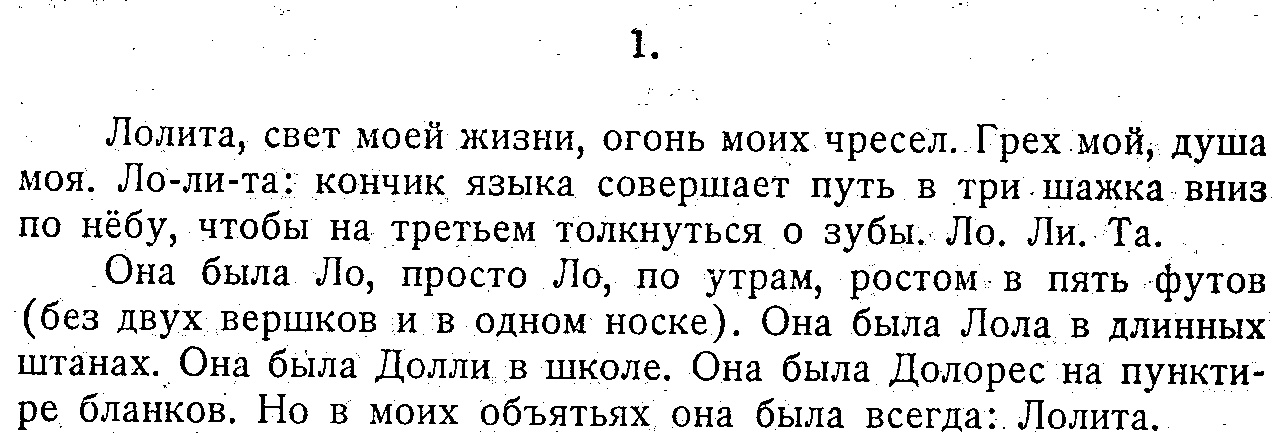 1.
Лолита, свет моей жизни, огонь моих чресел. Грех мой, душа
моя. Ло-ли-та: кончик языка совершает путь в три шажка вниз
по нёбу, чтобы на третьем толкнуться о зубы. Ло. Ли. Та.
Она была Ло, просто Ло, по утрам, ростом в пять футов
(без двух вершков и в одном носке). Она была Лола в длинных
штанах. Она была Долли в школе. Она была Долорес на пункти-
ре бланков. Но в моих объятьях она была всегда: Лолита.